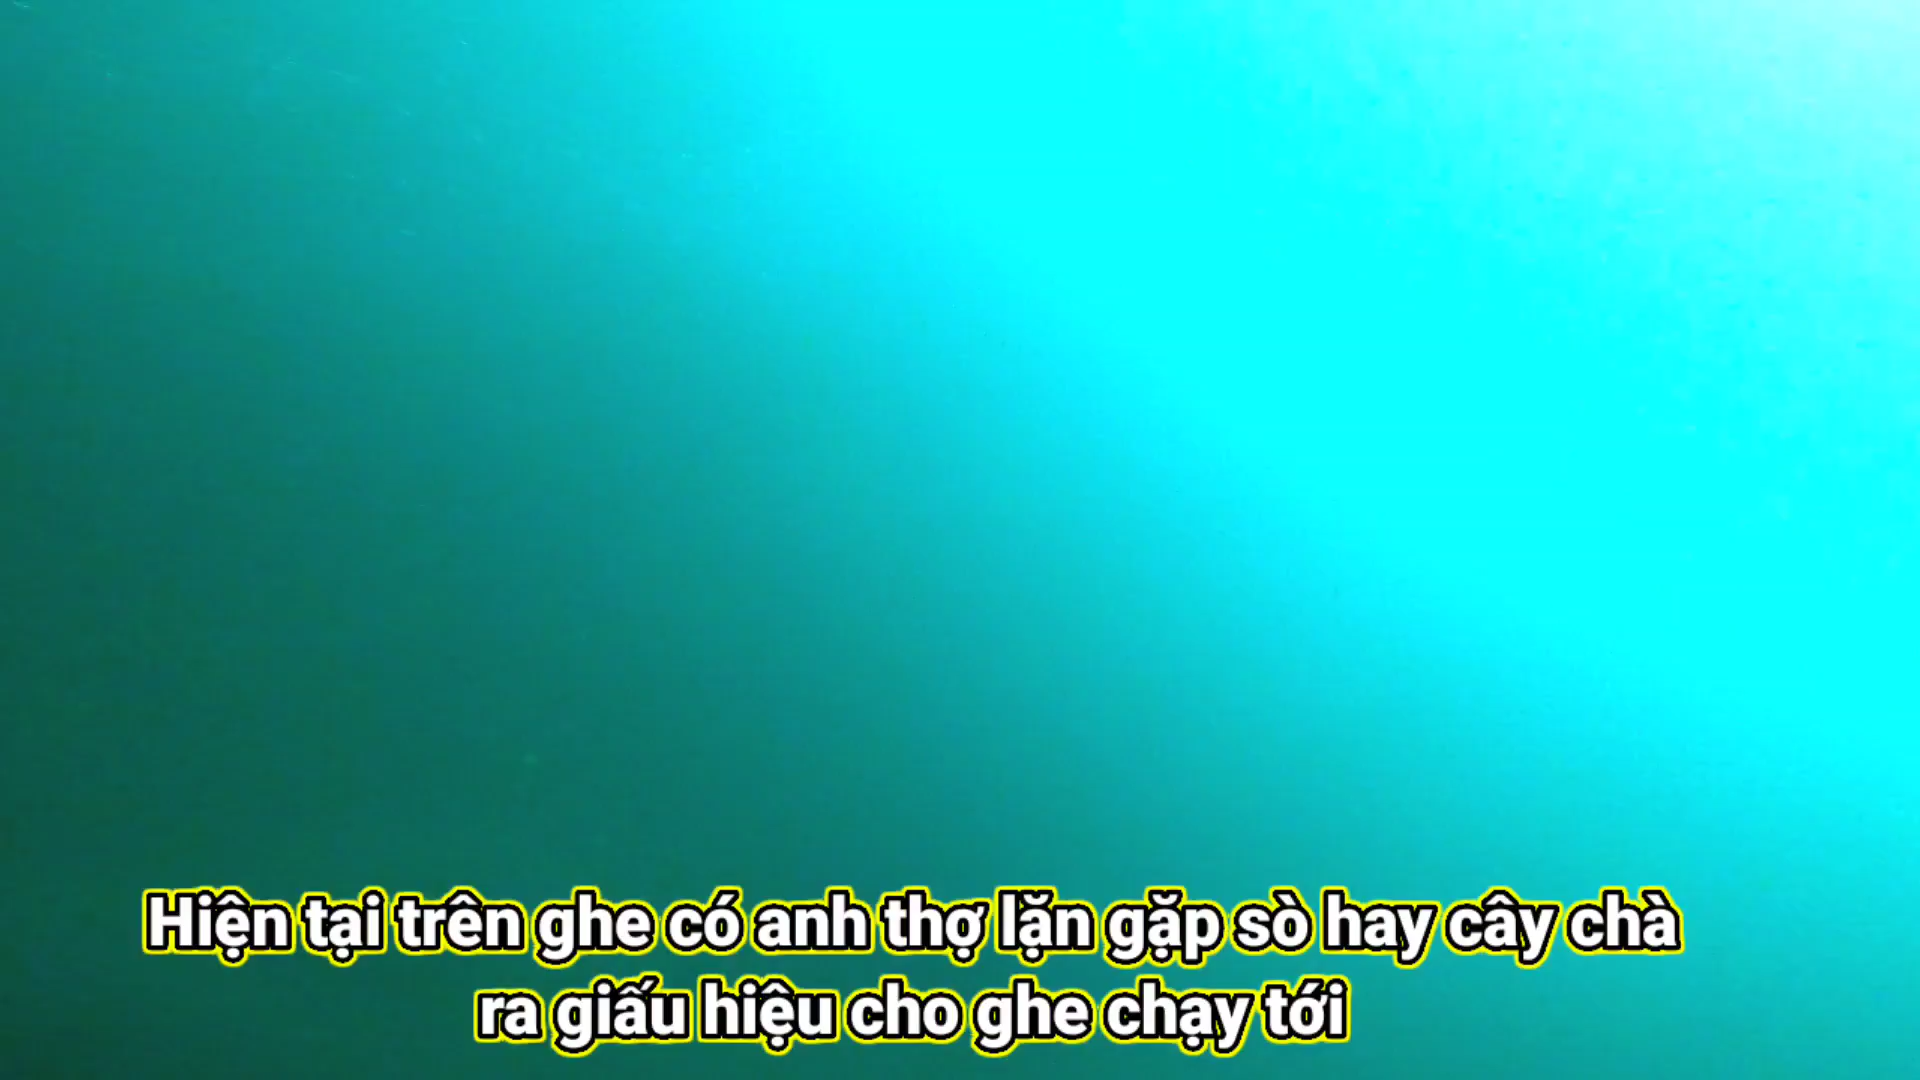 Hiện tại trên ghe có anh thợ lặn gặp sò hay cây chà
ra giấu hiệu cho ghe chạy tới